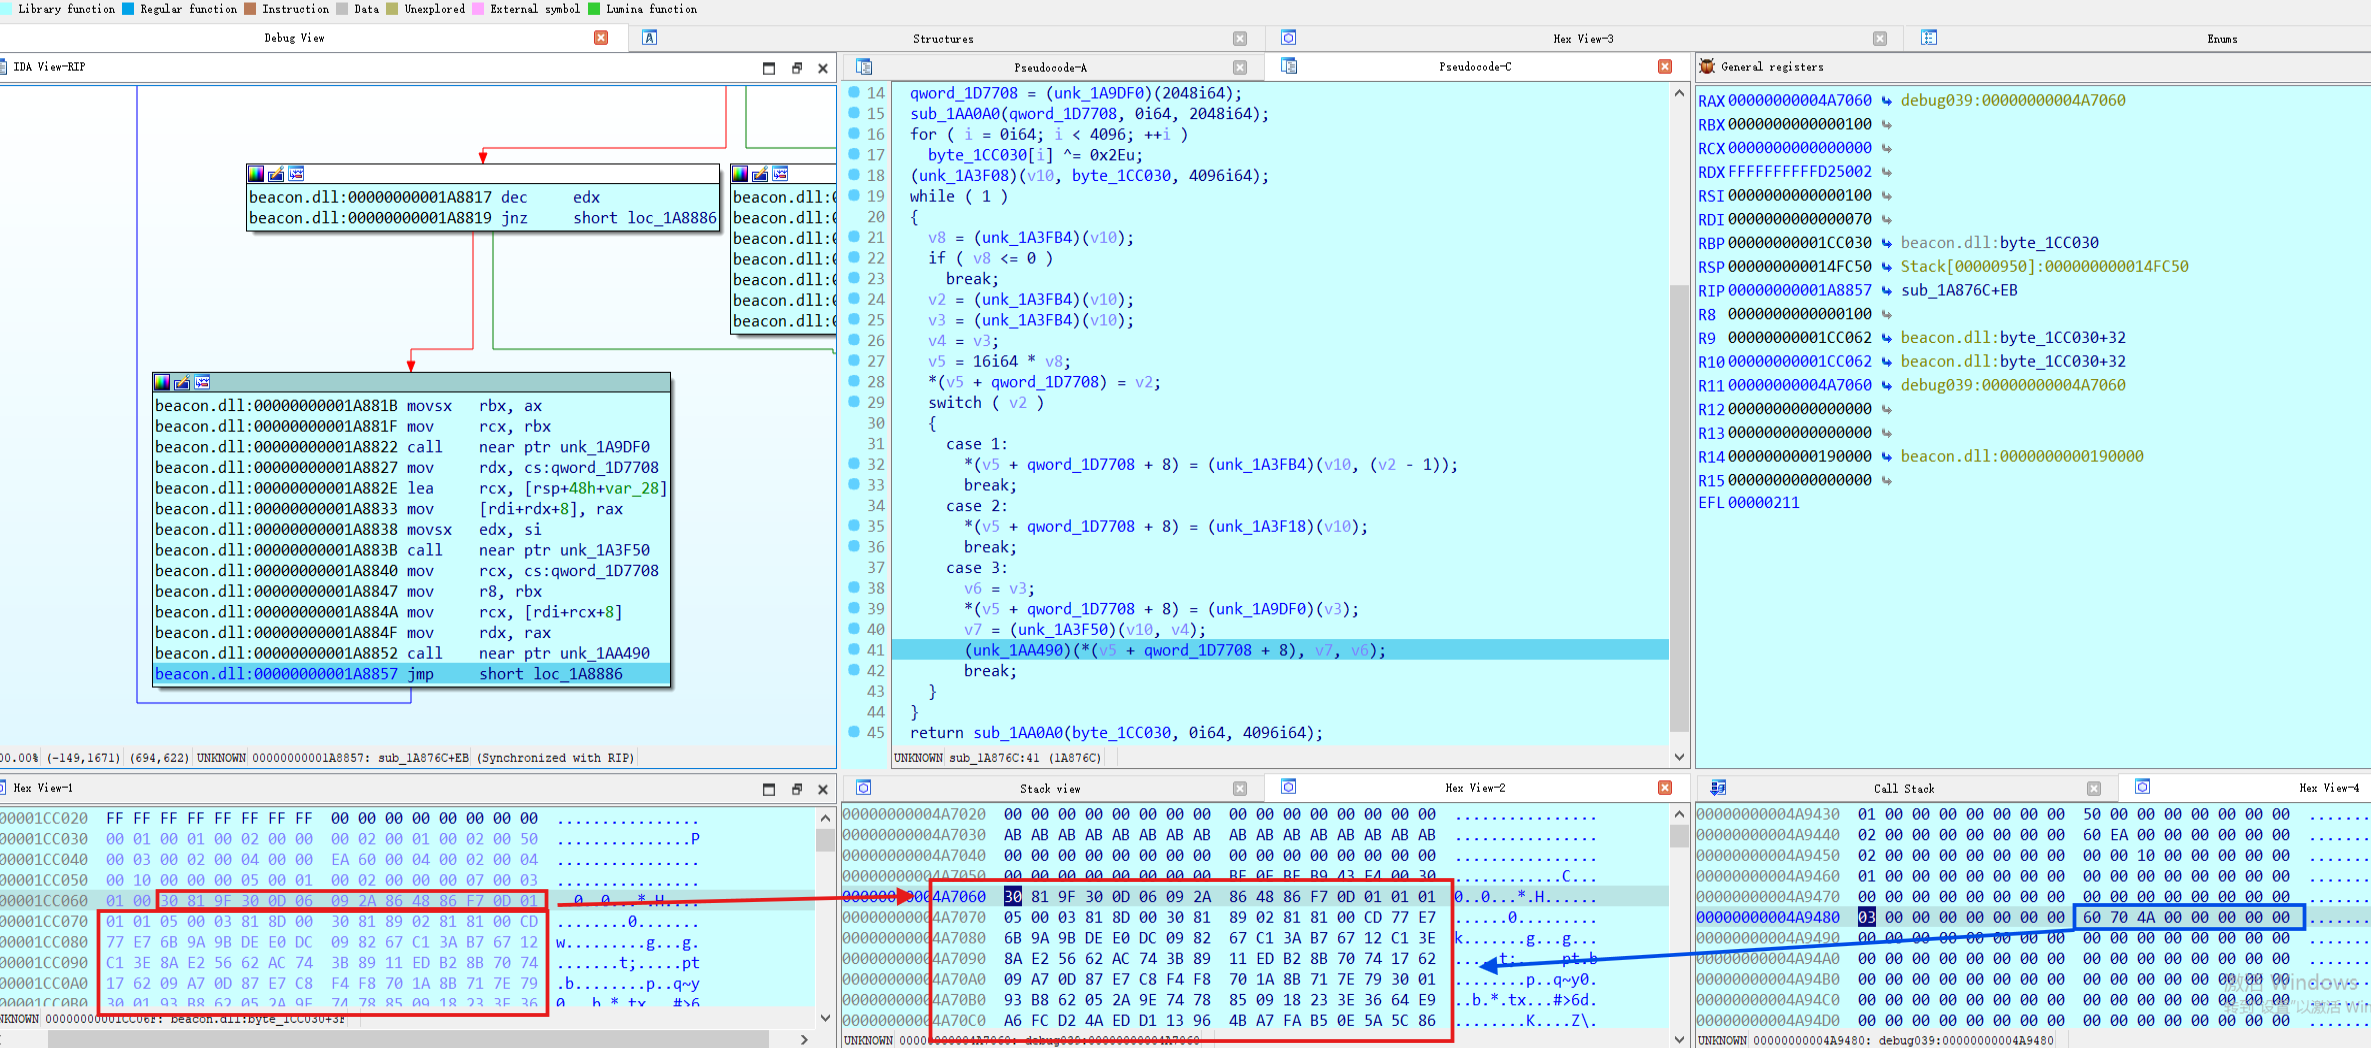 Library function Regular function Instruction Data Unexplored External symbol Lumina function
Debug View
Structures
Hex View-3
Enums
IDA View-RIP
beacon.dll:00000000001A8817 dec edx
beacon.dll:00000000001A8819 jnz short loc_1A8886
beacon.dll:0
beacon.dll:0
beacon.dll:0
beacon.dll:0
beacon.dll:0
beacon.dll:0
beacon.dll:0
beacon.dll:00000000001A881B movsx rbx, ax
beacon.dll:00000000001A881F mov rcx, rbx
beacon.dll:00000000001A8822 call near ptr unk_1A9DF0
beacon.dll:00000000001A8827 mov rdx, cs:qword_1D7708
beacon.dll:00000000001A882E lea rcx, [rsp+48h+var_28]
beacon.dll:00000000001A8833 mov [rdi+rdx+8], rax
beacon.dll:00000000001A8838 movsx edx, si
beacon.dll:00000000001A883B call near ptr unk_1A3F50
beacon.dll:00000000001A8840 mov rcx, cs:qword_1D7708
beacon.dll:00000000001A8847 mov r8, rbx
beacon.dll:00000000001A884A mov rcx, [rdi+rcx+8]
beacon.dll:00000000001A884F mov rdx, rax
beacon.dll:00000000001A8852 call near ptr unk_1AA490
beacon.dll:00000000001A8857 jmp short loc_1A8886
00.00% (-149,1671) (694,622) UNKNOWN 00000000001A8857: sub_1A876C+EB (Synchronized with RIP)
Pseudocode-A
Pseudocode-C
14 qword_1D7708 = (unk_1A9DF0)(2048i64);
15 sub_1AA0A0(qword_1D7708, 0i64, 2048i64);
16 for ( i = 0i64; i < 4096; ++i )
17 byte_1CC030[i] ^= 0x2Eu;
18 (unk_1A3F08)(v10, byte_1CC030, 4096i64);
19 while ( 1 )
20 {
21 v8 = (unk_1A3FB4)(v10);
22 if ( v8 <= 0 )
23 break;
24 v2 = (unk_1A3FB4)(v10);
25 v3 = (unk_1A3FB4)(v10);
26 v4 = v3;
27 v5 = 16i64 * v8;
28 *(v5 + qword_1D7708) = v2;
29 switch ( v2 )
30 {
31 case 1:
32 *(v5 + qword_1D7708 + 8) = (unk_1A3FB4)(v10, (v2 - 1));
33 break;
34 case 2:
35 *(v5 + qword_1D7708 + 8) = (unk_1A3F18)(v10);
36 break;
37 case 3:
38 v6 = v3;
39 *(v5 + qword_1D7708 + 8) = (unk_1A9DF0)(v3);
40 v7 = (unk_1A3F50)(v10, v4);
41 (unk_1AA490)(*(v5 + qword_1D7708 + 8), v7, v6);
42 break;
43 }
44 }
45 return sub_1AA0A0(byte_1CC030, 0i64, 4096i64);
UNKNOWN sub_1A876C:41 (1A876C)
General registers
RAX 00000000004A7060 debug039:00000000004A7060
RBX 0000000000000100
RCX 0000000000000000
RDX FFFFFFFFFFD25002
RSI 0000000000000100
RDI 0000000000000070
RBP 00000000001CC030 beacon.dll:byte_1CC030
RSP 000000000014FC50 Stack[00000950]:000000000014FC50
RIP 00000000001A8857 sub_1A876C+EB
R8 0000000000000100
R9 00000000001CC062 beacon.dll:byte_1CC030+32
R10 00000000001CC062 beacon.dll:byte_1CC030+32
R11 00000000004A7060 debug039:00000000004A7060
R12 0000000000000000
R13 0000000000000000
R14 0000000000190000 beacon.dll:0000000000190000
R15 0000000000000000
EFL 00000211
Hex View-1
00001CC020 FF FF FF FF FF FF FF FF 00 00 00 00 00 00 00 00 ................
00001CC030 00 01 00 01 00 02 00 00 00 02 00 01 00 02 00 50 ...............P
00001CC040 00 03 00 02 00 04 00 00 EA 60 00 04 00 02 00 04
00001CC050 00 10 00 00 00 05 00 01 00 02 00 00 00 07 00 03 ................
00001CC060 01 00 30 81 9F 30 0D 06 09 2A 86 48 86 F7 0D 01 ..0..0...*.H....
00001CC070 01 01 05 00 03 81 8D 00 30 81 89 02 81 81 00 CD ........0.......
00001CC080 77 E7 6B 9A 9B DE E0 DC 09 82 67 C1 3A B7 67 12 w.........g...g.
00001CC090 C1 3E 8A E2 56 62 AC 74 3B 89 11 ED B2 8B 70 74 .......t;.....pt
00001CC0A0 17 62 09 A7 0D 87 E7 C8 F4 F8 70 1A 8B 71 7E 79 .b........p..q~y
00001CC0B0 30 01 93 B8 62 05 2A 9E 74 78 85 09 18 23 3E 36 0...b.*.tx...#>6
NKNOWN 00000000001CC06F: beacon.dll:byte_1CC030+3F
Stack view
Hex View-2
00000000004A7020 00 00 00 00 00 00 00 00 00 00 00 00 00 00 00 00 ................
00000000004A7030 AB AB AB AB AB AB AB AB AB AB AB AB AB AB AB AB ................
00000000004A7040 00 00 00 00 00 00 00 00 00 00 00 00 00 00 00 00 ................
00000000004A7050
00000000004A7060 30 81 9F 30 0D 06 09 2A 86 48 86 F7 0D 01 01 01 0..0...*.H......
00000000004A7070 05 00 03 81 8D 00 30 81 89 02 81 81 00 CD 77 E7 ......0.........
00000000004A7080 6B 9A 9B DE E0 DC 09 82 67 C1 3A B7 67 12 C1 3E k.......g...g...
00000000004A7090 8A E2 56 62 AC 74 3B 89 11 ED B2 8B 70 74 17 62
00000000004A70A0 09 A7 0D 87 E7 C8 F4 F8 70 1A 8B 71 7E 79 30 01 ........p..q~y0.
00000000004A70B0 93 B8 62 05 2A 9E 74 78 85 09 18 23 3E 36 64 E9 ..b.*.tx...#>6d.
00000000004A70C0 A6 FC D2 4A ED D1 13 96 4B A7 FA B5 0E 5A 5C 86 ........K....Z\.
UNKNOWN 00000000004A7060: debug039:00000000004A7060
Call Stack
Hex View-4
00000000004A9430 01 00 00 00 00 00 00 00 50 00 00 00 00 00 00 00
00000000004A9440 02 00 00 00 00 00 00 00 60 EA 00 00 00 00 00 00
00000000004A9450 02 00 00 00 00 00 00 00 00 00 10 00 00 00 00 00
00000000004A9460 01 00 00 00 00 00 00 00 00 00 00 00 00 00 00 00
00000000004A9470 00 00 00 00 00 00 00 00 00 00 00 00 00 00 00 00
00000000004A9480 03 00 00 00 00 00 00 00 60 70 4A 00 00 00 00 00
00000000004A9490 00 00 00 00 00 00 00 00 00 00 00 00 00 00 00 00
00000000004A94A0 00 00 00 00 00 00 00 00 00 00 00 00 00 00 00 00
00000000004A94B0 00 00 00 00 00 00 00 00 00 00 00 00 00 00 00 00
00000000004A94C0 00 00 00 00 00 00 00 00 00 00 00 00 00 00 00 00
00000000004A94D0 00 00 00 00 00 00 00 00 00 00 00 00 00 00 00 00
UNKNOWN 00000000004A9480: debug039:00000000004A9480
激活 Windows
转到"设置"以激活 Win